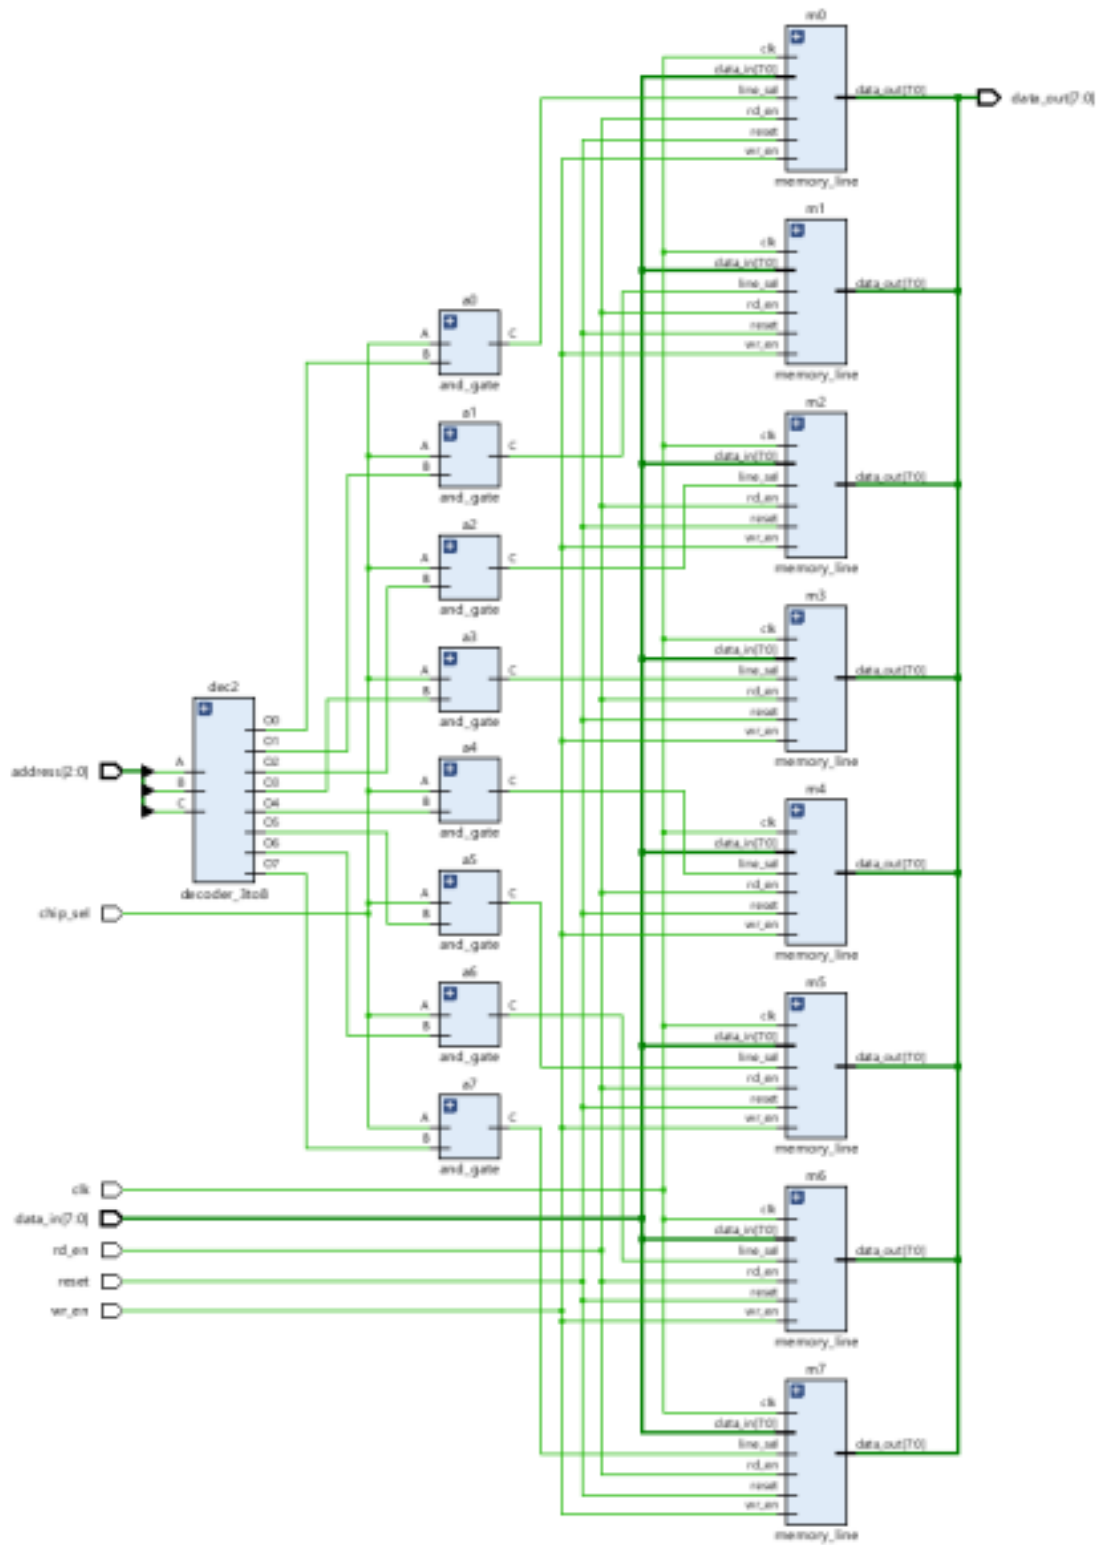 m0
clk
data_in[7:0]
line_sel
rd_en
reset
wr_en
data_out[7:0]
data_out[7:0]
memory_line
m1
clk
data_in[7:0]
line_sel
rd_en
reset
wr_en
data_out[7:0]
memory_line
a0
A
B
C
and_gate
a1
A
B
C
and_gate
m2
clk
data_in[7:0]
line_sel
rd_en
reset
wr_en
data_out[7:0]
memory_line
a2
A
B
C
and_gate
m3
clk
data_in[7:0]
line_sel
rd_en
reset
wr_en
data_out[7:0]
memory_line
a3
A
B
C
and_gate
dec2
A
B
C
O0
O1
O2
O3
O4
O5
O6
O7
decoder_3to8
address[2:0]
chip_sel
a4
A
B
C
and_gate
m4
clk
data_in[7:0]
line_sel
rd_en
reset
wr_en
data_out[7:0]
memory_line
a5
A
B
C
and_gate
a6
A
B
C
and_gate
m5
clk
data_in[7:0]
line_sel
rd_en
reset
wr_en
data_out[7:0]
memory_line
a7
A
B
C
and_gate
clk
data_in[7:0]
rd_en
reset
wr_en
m6
clk
data_in[7:0]
line_sel
rd_en
reset
wr_en
data_out[7:0]
memory_line
m7
clk
data_in[7:0]
line_sel
rd_en
reset
wr_en
data_out[7:0]
memory_line